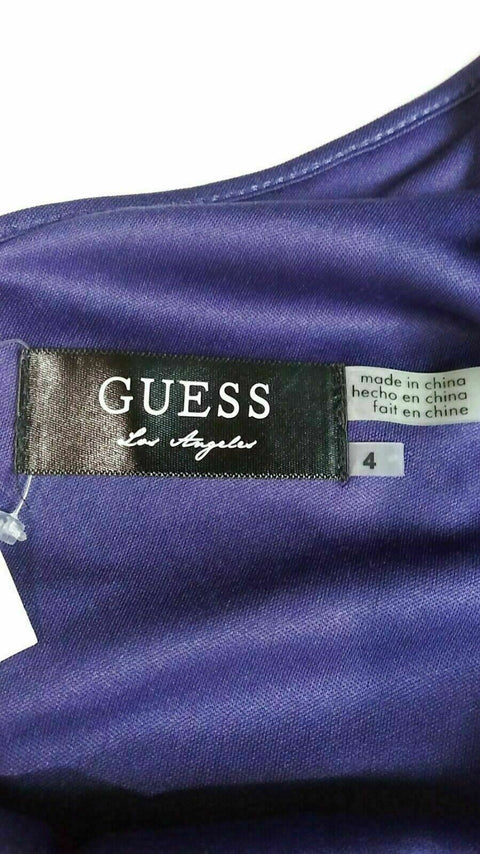 GUESS
Los Angeles
made in china
hecho en china
fait en chine
4